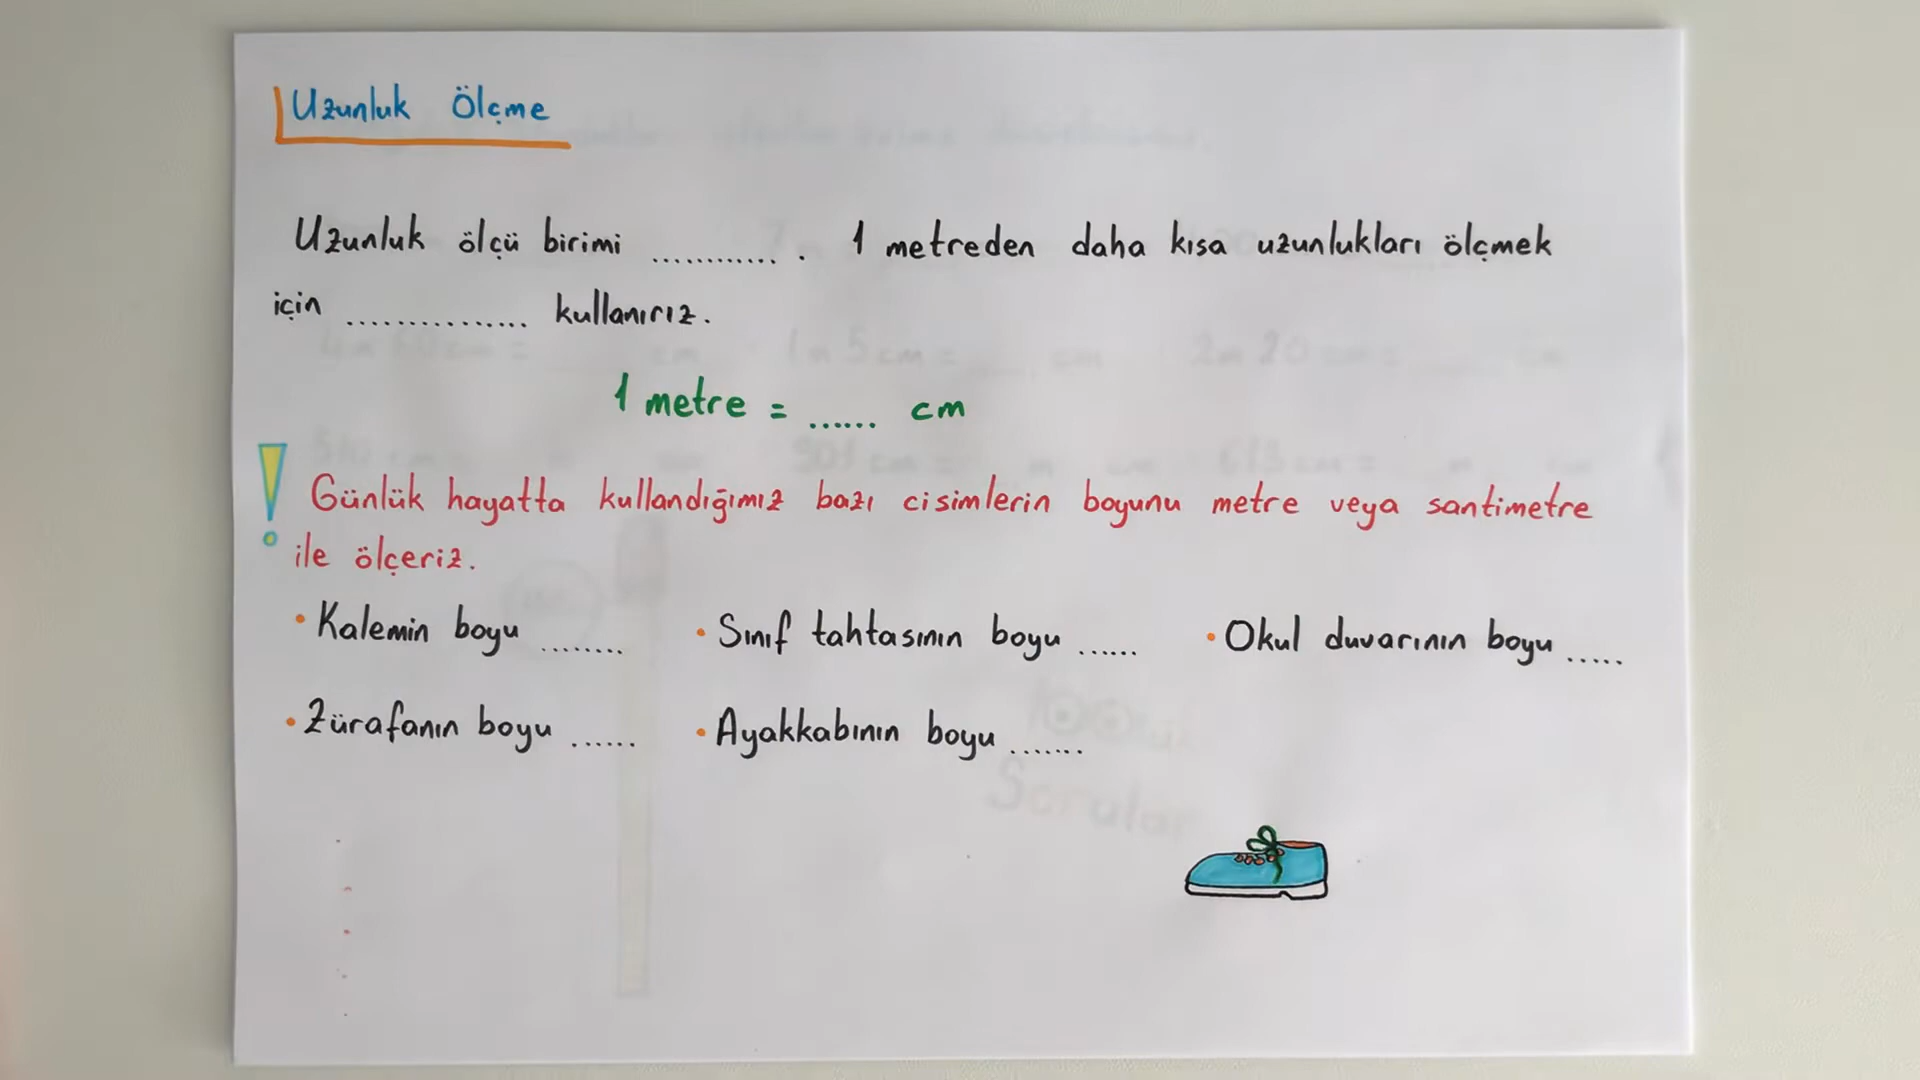 Uzunluk Ölçme
Uzunluk ölçü birimi ............ . 1 metreden daha kısa uzunlukları ölçmek
için ............... kullanırız.
1 metre = ...... cm
! Günlük hayatta kullandığımız bazı cisimlerin boyunu metre veya santimetre
ile ölçeriz.
• Kalemin boyu ........ • Sınıf tahtasının boyu ...... • Okul duvarının boyu .....
• Zürafanın boyu ...... • Ayakkabının boyu .......